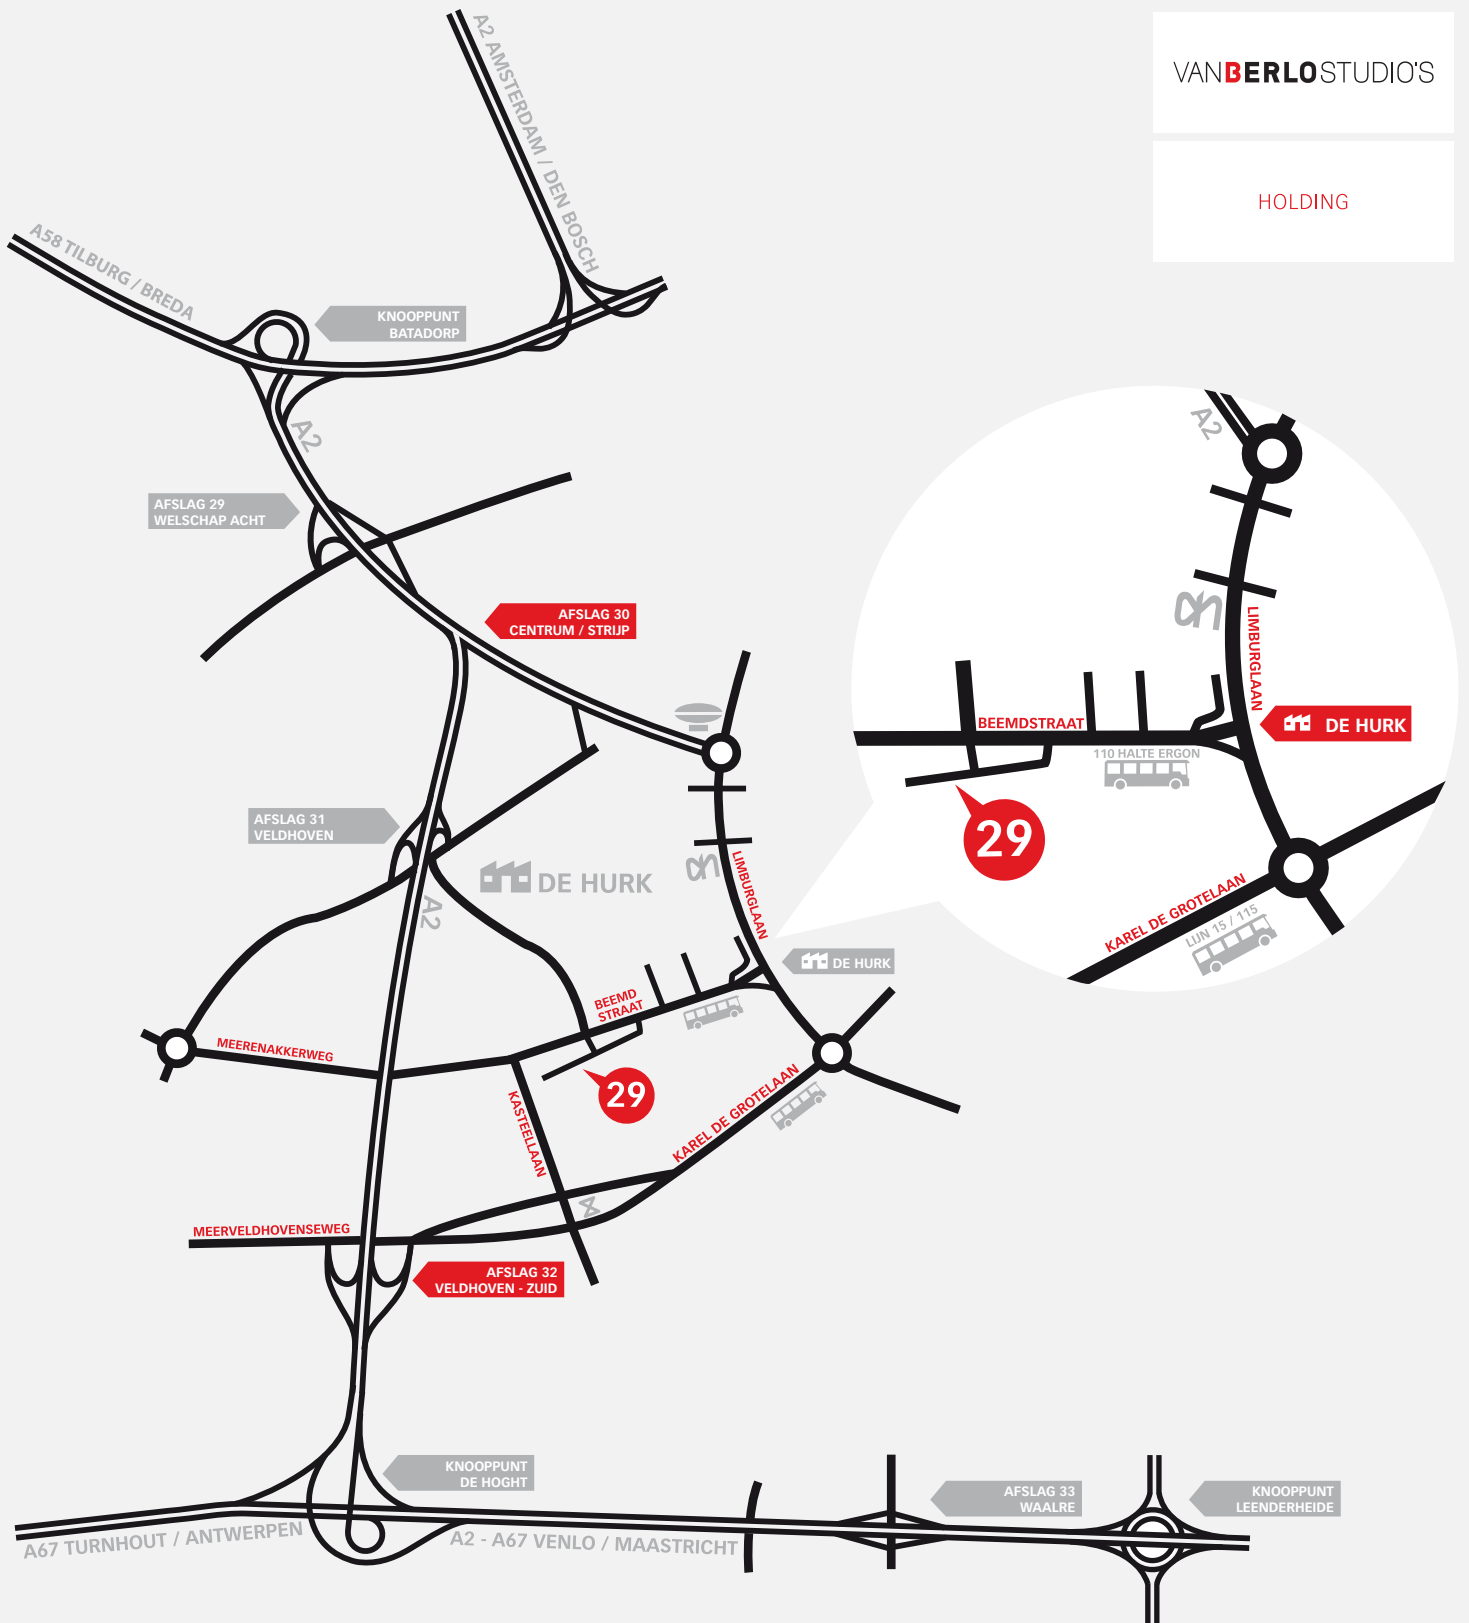 VANBERLOSTUDIO'S
HOLDING
A2 AMSTERDAM / DEN BOSCH
A58 TILBURG / BREDA
KNOOPPUNT
BATADORP
A2
AFSLAG 29
WELSCHAP ACHT
AFSLAG 30
CENTRUM / STRIJP
AFSLAG 31
VELDHOVEN
DE HURK
A2
LIMBURGLAAN
DE HURK
BEEMD
STRAAT
MEERENAKKERWEG
29
KASTEELLAAN
KAREL DE GROTELAAN
MEERVELDHOVENSEWEG
AFSLAG 32
VELDHOVEN - ZUID
A2
LIMBURGLAAN
BEEMDSTRAAT
DE HURK
110 HALTE ERGON
29
KAREL DE GROTELAAN
LIJN 15 / 115
KNOOPPUNT
DE HOGHT
AFSLAG 33
WAALRE
KNOOPPUNT
LEENDERHEIDE
A67 TURNHOUT / ANTWERPEN
A2 - A67 VENLO / MAASTRICHT